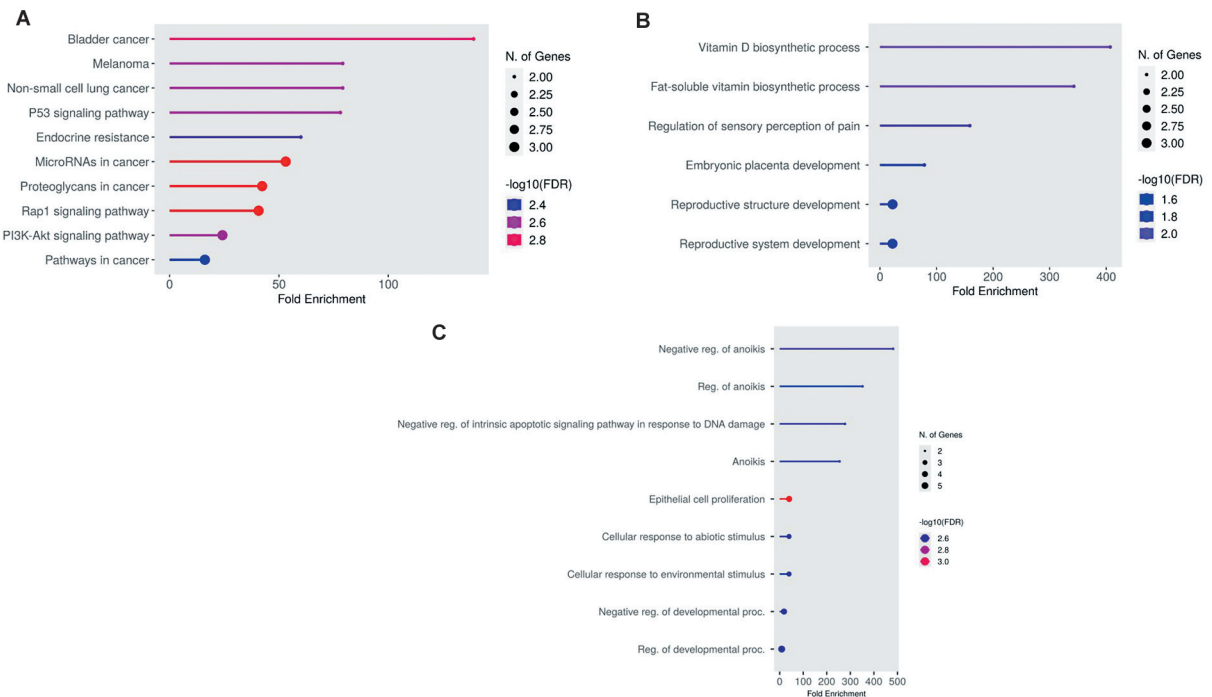 A
Bladder cancer
Melanoma
Non-small cell lung cancer
P53 signaling pathway
Endocrine resistance
MicroRNAs in cancer
Proteoglycans in cancer
Rap1 signaling pathway
PI3K-Akt signaling pathway
Pathways in cancer
0
50
100
Fold Enrichment
N. of Genes
2.00
2.25
2.50
2.75
3.00
-log10(FDR)
2.4
2.6
2.8
B
Vitamin D biosynthetic process
Fat-soluble vitamin biosynthetic process
Regulation of sensory perception of pain
Embryonic placenta development
Reproductive structure development
Reproductive system development
0
100
200
300
400
Fold Enrichment
N. of Genes
2.00
2.25
2.50
2.75
3.00
-log10(FDR)
1.6
1.8
2.0
C
Negative reg. of anoikis
Reg. of anoikis
Negative reg. of intrinsic apoptotic signaling pathway in response to DNA damage
Anoikis
Epithelial cell proliferation
Cellular response to abiotic stimulus
Cellular response to environmental stimulus
Negative reg. of developmental proc.
Reg. of developmental proc.
0 100 200 300 400 500
Fold Enrichment
N. of Genes
2
3
4
5
-log10(FDR)
2.6
2.8
3.0